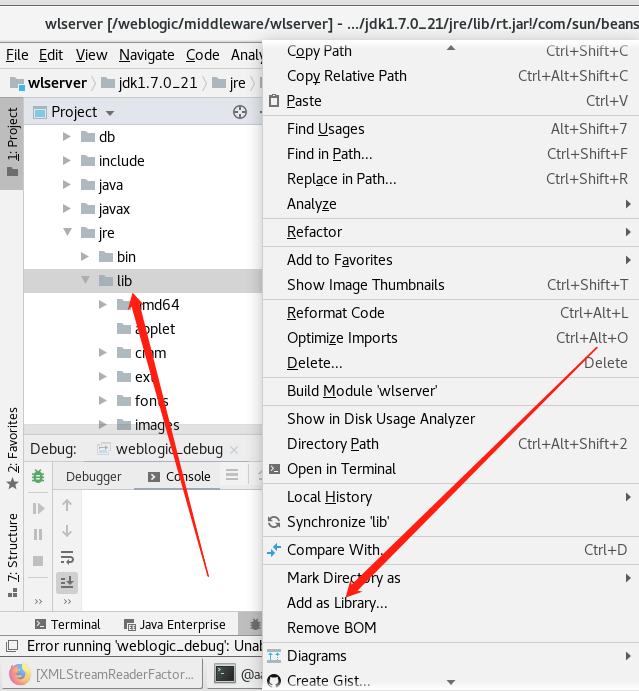 wlserver [/weblogic/middleware/wlserver] - .../jdk1.7.0_21/jre/lib/rt.jar!/com/sun/beans
File Edit View Navigate Code Analy
wlserver jdk1.7.0_21 jre
1: Project
2: Favorites
7: Structure
Project
db
include
java
javax
jre
bin
lib
amd64
applet
cmm
ext
fonts
images
Debug: weblogic_debug
Debugger Console
Terminal Java Enterprise
Error running 'weblogic_debug': Unab
[XMLStreamReaderFactor... @aa
Copy Path Ctrl+Shift+C
Copy Relative Path Ctrl+Alt+Shift+C
Paste Ctrl+V
Find Usages Alt+Shift+7
Find in Path... Ctrl+Shift+F
Replace in Path... Ctrl+Shift+R
Analyze
Refactor
Add to Favorites
Show Image Thumbnails Ctrl+Shift+T
Reformat Code Ctrl+Alt+L
Optimize Imports Ctrl+Alt+O
Delete... Delete
Build Module 'wlserver'
Show in Disk Usage Analyzer
Directory Path Ctrl+Alt+Shift+2
Open in Terminal
Local History
Synchronize 'lib'
Compare With... Ctrl+D
Mark Directory as
Add as Library...
Remove BOM
Diagrams
Create Gist...